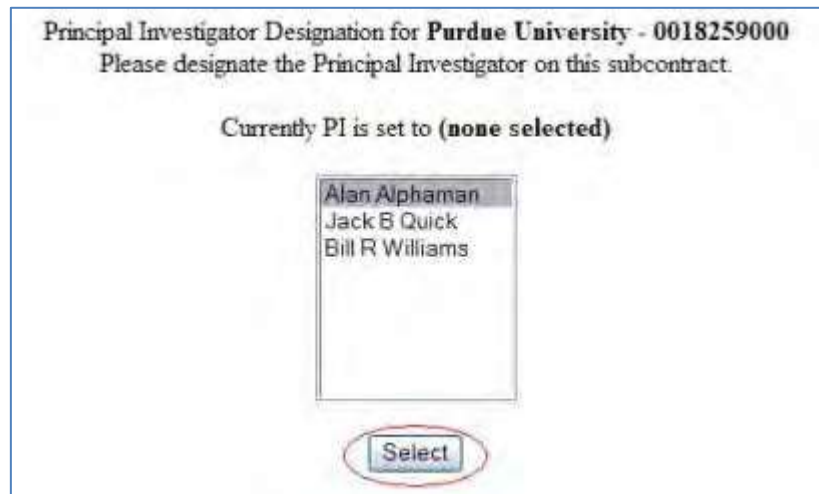 Principal Investigator Designation for Purdue University - 0018259000
Please designate the Principal Investigator on this subcontract.
Currently PI is set to (none selected)
Alan Alphaman
Jack B Quick
Bill R Williams
Select